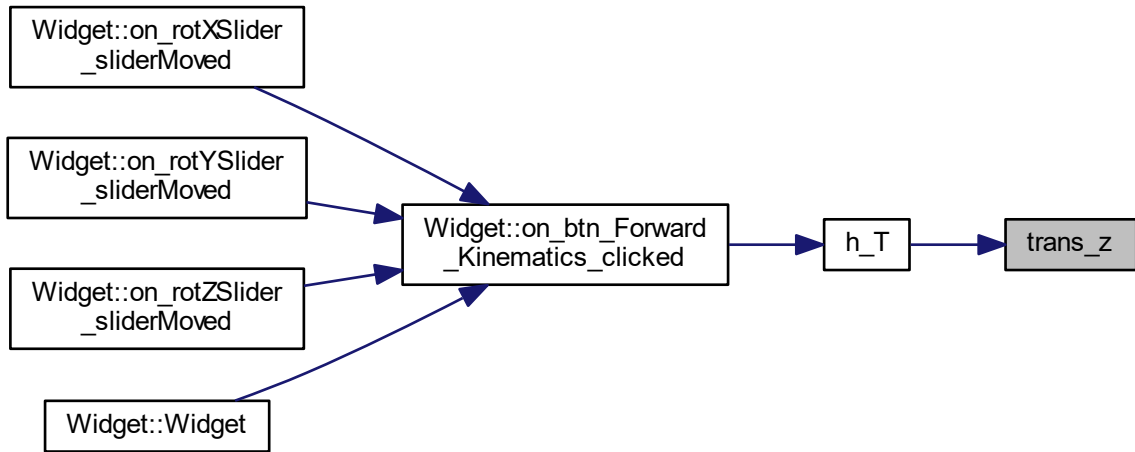 Widget::on_rotXSlider
_sliderMoved
Widget::on_rotYSlider
_sliderMoved
Widget::on_rotZSlider
_sliderMoved
Widget::Widget
Widget::on_btn_Forward
_Kinematics_clicked
h_T
trans_z